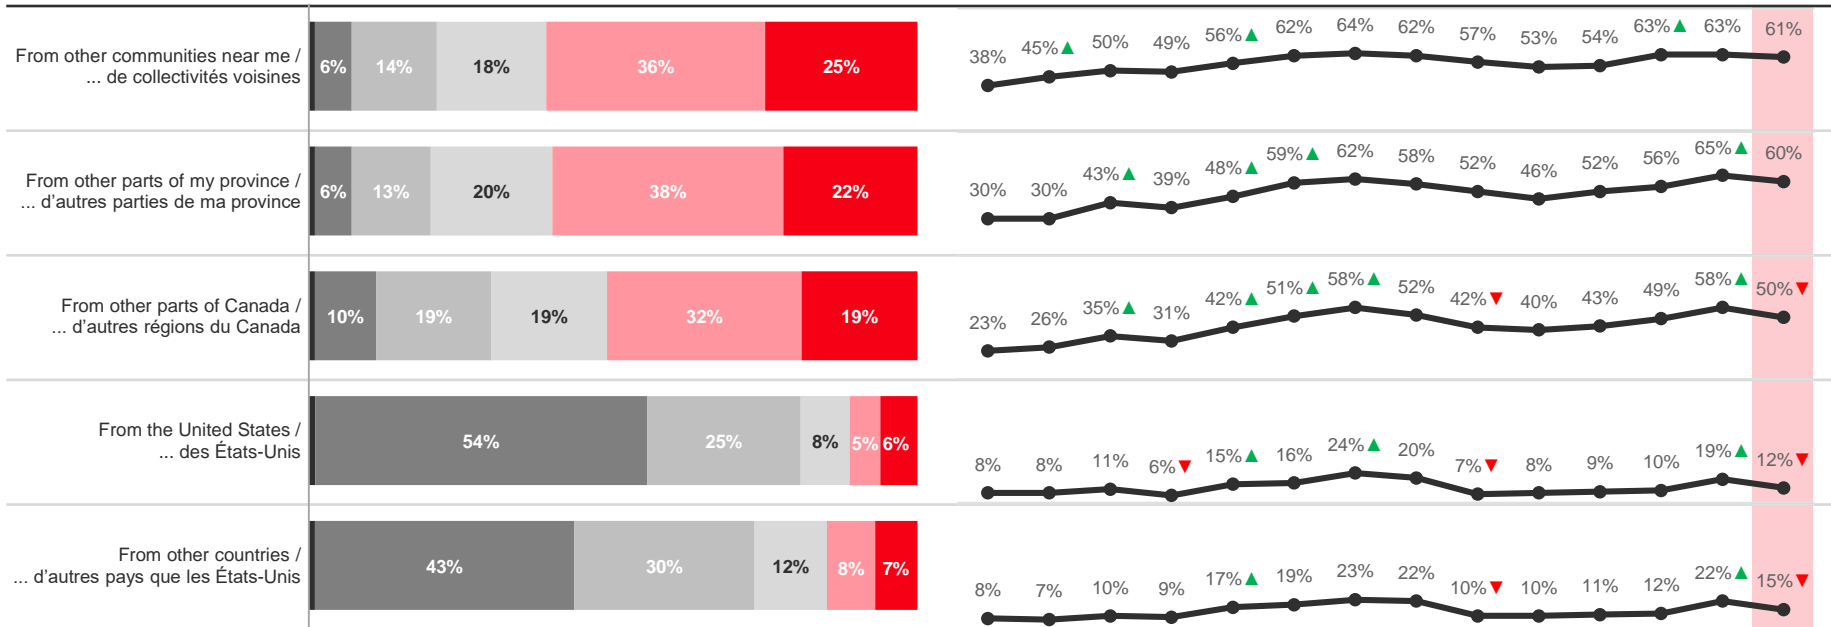 From other communities near me /
... de collectivités voisines
6% 14% 18% 36% 25%
38% 45% 50% 49% 56% 62% 64% 62% 57% 53% 54% 63% 63% 61%
From other parts of my province /
... d'autres parties de ma province
6% 13% 20% 38% 22%
30% 30% 43% 39% 48% 59% 62% 58% 52% 46% 52% 56% 65% 60%
From other parts of Canada /
... d'autres régions du Canada
10% 19% 19% 32% 19%
23% 26% 35% 31% 42% 51% 58% 52% 42% 40% 43% 49% 58% 50%
From the United States /
... des États-Unis
54% 25% 8% 5% 6%
8% 8% 11% 6% 15% 16% 24% 20% 7% 8% 9% 10% 19% 12%
From other countries /
... d'autres pays que les États-Unis
43% 30% 12% 8% 7%
8% 7% 10% 9% 17% 19% 23% 22% 10% 10% 11% 12% 22% 15%